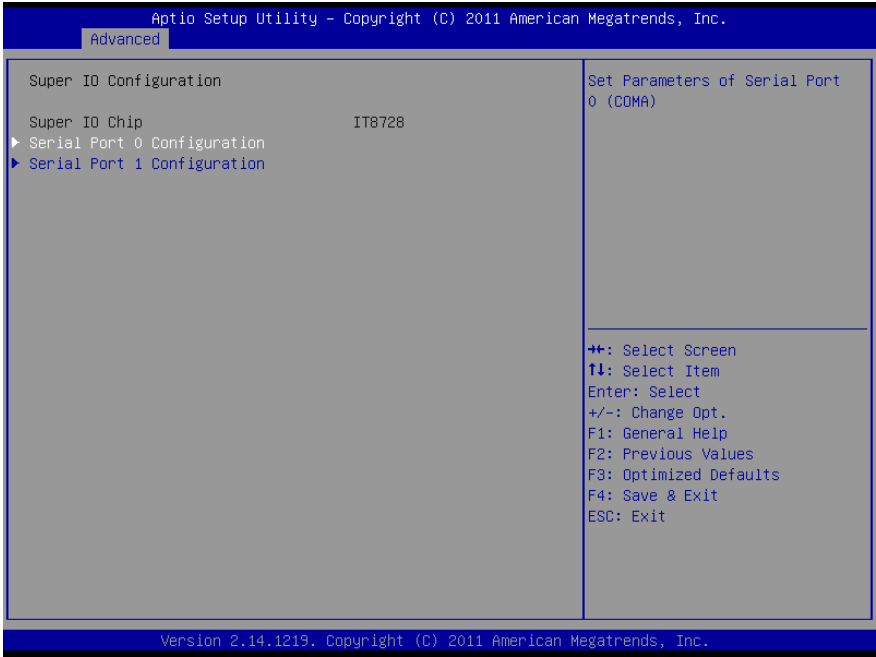 Aptio Setup Utility – Copyright (C) 2011 American Megatrends, Inc.
Advanced
Super IO Configuration
Super IO Chip IT8728
Serial Port 0 Configuration
Serial Port 1 Configuration
Set Parameters of Serial Port
0 (COMA)
→←: Select Screen
↑↓: Select Item
Enter: Select
+/-: Change Opt.
F1: General Help
F2: Previous Values
F3: Optimized Defaults
F4: Save & Exit
ESC: Exit
Version 2.14.1219. Copyright (C) 2011 American Megatrends, Inc.